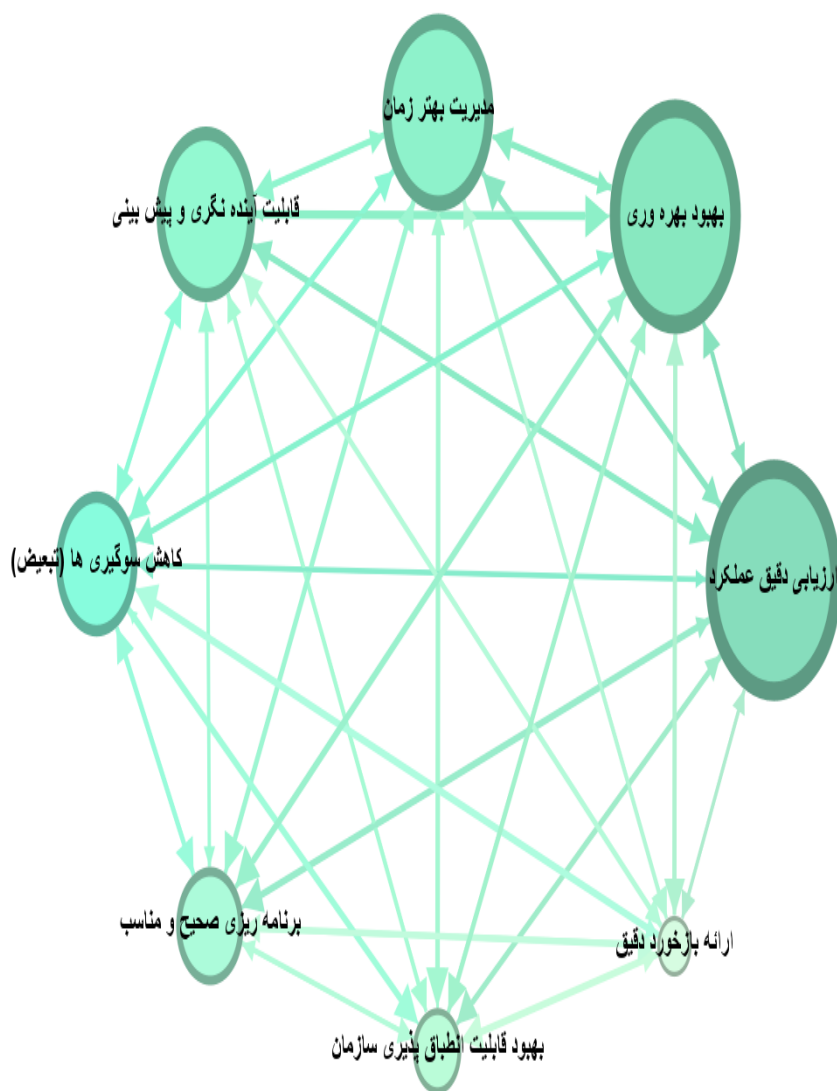 مدیریت بهتر زمان
بهبود بهره وری
قابلیت آینده نگری و پیش بینی
کاهش سوگیری ها (تبعیض)
ارزیابی دقیق عملکرد
برنامه ریزی صحیح و مناسب
ارائه بازخورد دقیق
بهبود قابلیت انطباق پذیری سازمان